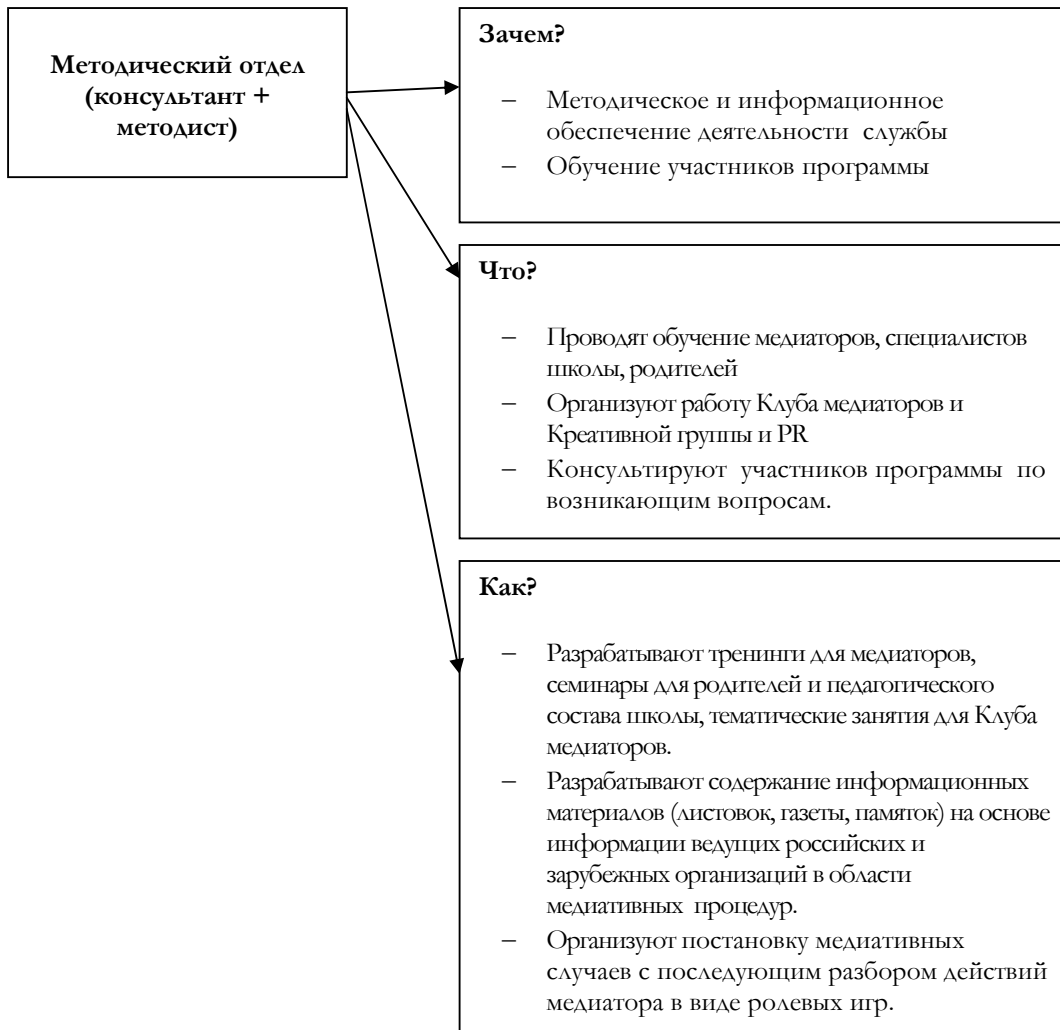 Методический отдел
(консультант +
методист)
Зачем?
– Методическое и информационное
обеспечение деятельности службы
– Обучение участников программы
Что?
– Проводят обучение медиаторов, специалистов
школы, родителей
– Организуют работу Клуба медиаторов и
Креативной группы и PR
– Консультируют участников программы по
возникающим вопросам.
Как?
– Разрабатывают тренинги для медиаторов,
семинары для родителей и педагогического
состава школы, тематические занятия для Клуба
медиаторов.
– Разрабатывают содержание информационных
материалов (листовок, газеты, памяток) на основе
информации ведущих российских и
зарубежных организаций в области
медиативных процедур.
– Организуют постановку медиативных
случаев с последующим разбором действий
медиатора в виде ролевых игр.